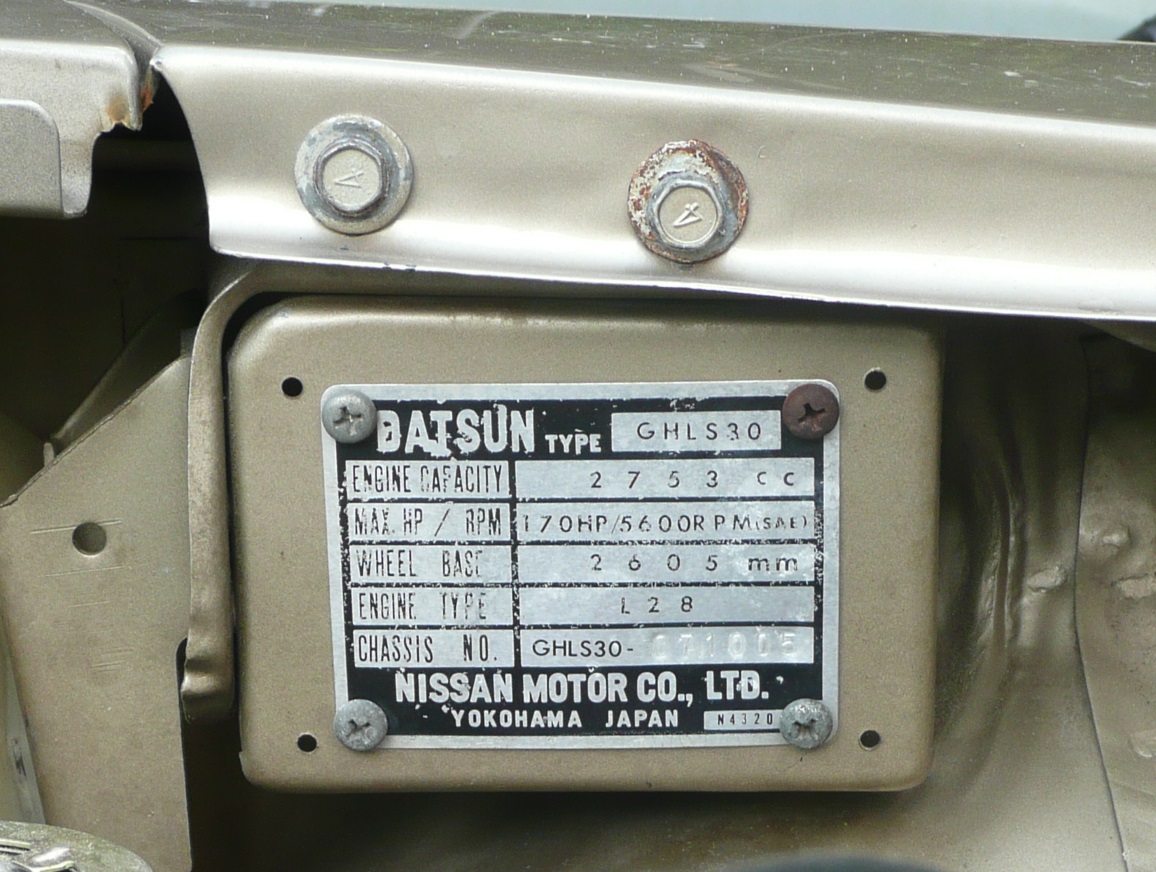 DATSUN TYPE GHLS30
ENGINE CAPACITY 2753 cc
MAX. HP / RPM 170HP/5600RPM(SAE)
WHEEL BASE 2605 mm
ENGINE TYPE L28
CHASSIS NO. GHLS30-071005
NISSAN MOTOR CO., LTD.
YOKOHAMA JAPAN N4320